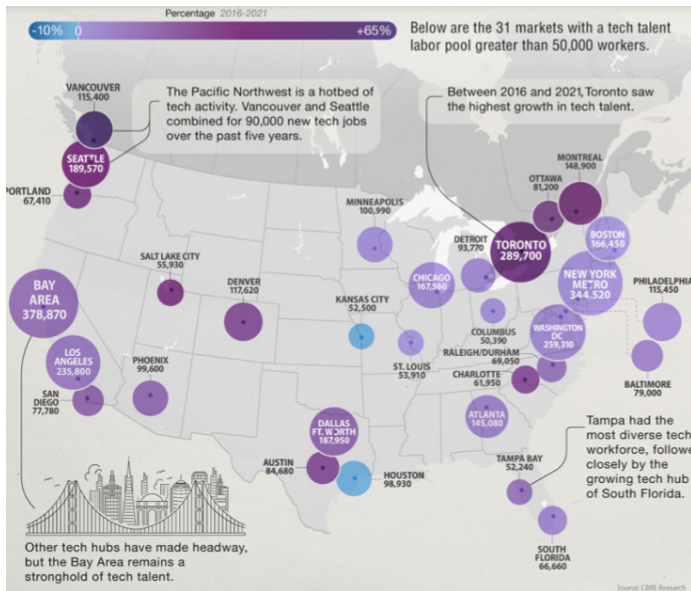 Percentage 2016-2021
-10% 0 +65%
Below are the 31 markets with a tech talent
labor pool greater than 50,000 workers.
VANCOUVER
115,400
The Pacific Northwest is a hotbed of
tech activity. Vancouver and Seattle
combined for 90,000 new tech jobs
over the past five years.
Between 2016 and 2021, Toronto saw
the highest growth in tech talent.
SEATTLE
189,570
PORTLAND
67,410
MONTREAL
148,900
OTTAWA
81,200
MINNEAPOLIS
100,990
DETROIT
93,770
TORONTO
289,700
BOSTON
166,450
SALT LAKE CITY
55,930
DENVER
117,620
CHICAGO
167,560
NEW YORK
METRO
344,520
PHILADELPHIA
115,450
BAY
AREA
378,870
KANSAS CITY
52,500
COLUMBUS
50,390
WASHINGTON
DC
259,310
LOS
ANGELES
235,800
PHOENIX
99,600
ST. LOUIS
53,910
RALEIGH/DURHAM
69,050
CHARLOTTE
61,950
BALTIMORE
79,000
SAN
DIEGO
77,780
DALLAS
FT. WORTH
187,950
ATLANTA
145,080
AUSTIN
84,680
HOUSTON
98,930
TAMPA BAY
52,240
Tampa had the
most diverse tech
workforce, followe
closely by the
growing tech hub
of South Florida.
SOUTH
FLORIDA
66,660
Other tech hubs have made headway,
but the Bay Area remains a
stronghold of tech talent.
Source: CBRE Research